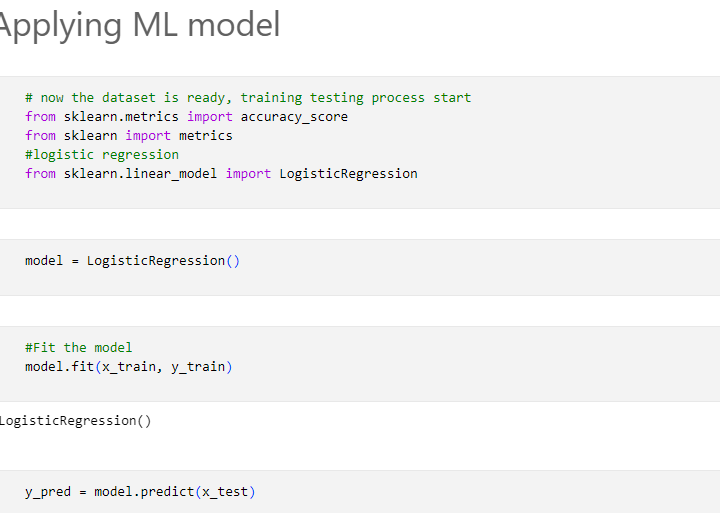 Applying ML model
# now the dataset is ready, training testing process start
from sklearn.metrics import accuracy_score
from sklearn import metrics
#logistic regression
from sklearn.linear_model import LogisticRegression
model = LogisticRegression()
#Fit the model
model.fit(x_train, y_train)
LogisticRegression()
y_pred = model.predict(x_test)